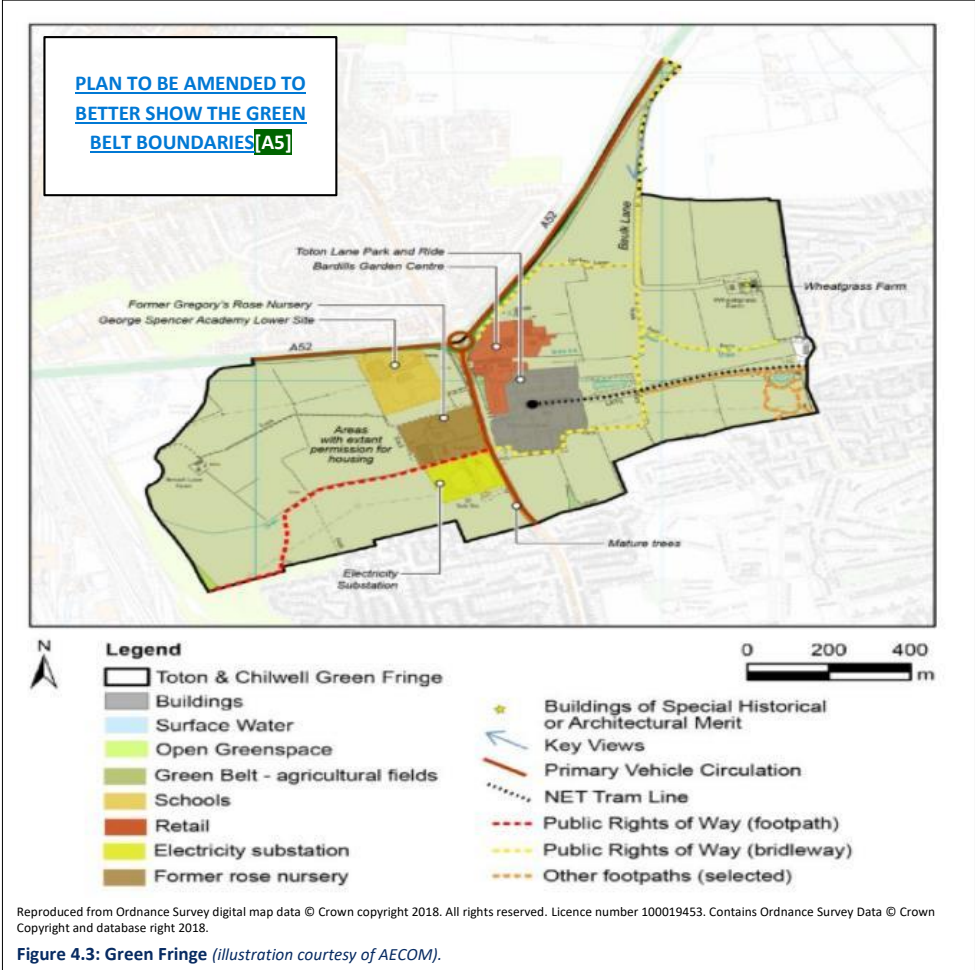 PLAN TO BE AMENDED TO
BETTER SHOW THE GREEN
BELT BOUNDARIES[A5]
A52
Baulk Lane
Toton Lane Park and Ride
Bardills Garden Centre
Wheatgrass Farm
Wheatgrass
Farm
Former Gregory's Rose Nursery
George Spencer Academy Lower Site
A52
Areas
with extant
permission for
housing
Mature trees
Electricity
Substation
N
Legend
Toton & Chilwell Green Fringe
Buildings
Surface Water
Open Greenspace
Green Belt - agricultural fields
Schools
Retail
Electricity substation
Former rose nursery
0 200 400
m
Buildings of Special Historical
or Architectural Merit
Key Views
Primary Vehicle Circulation
NET Tram Line
Public Rights of Way (footpath)
Public Rights of Way (bridleway)
Other footpaths (selected)
Reproduced from Ordnance Survey digital map data © Crown copyright 2018. All rights reserved. Licence number 100019453. Contains Ordnance Survey Data © Crown
Copyright and database right 2018.
Figure 4.3: Green Fringe (illustration courtesy of AECOM).